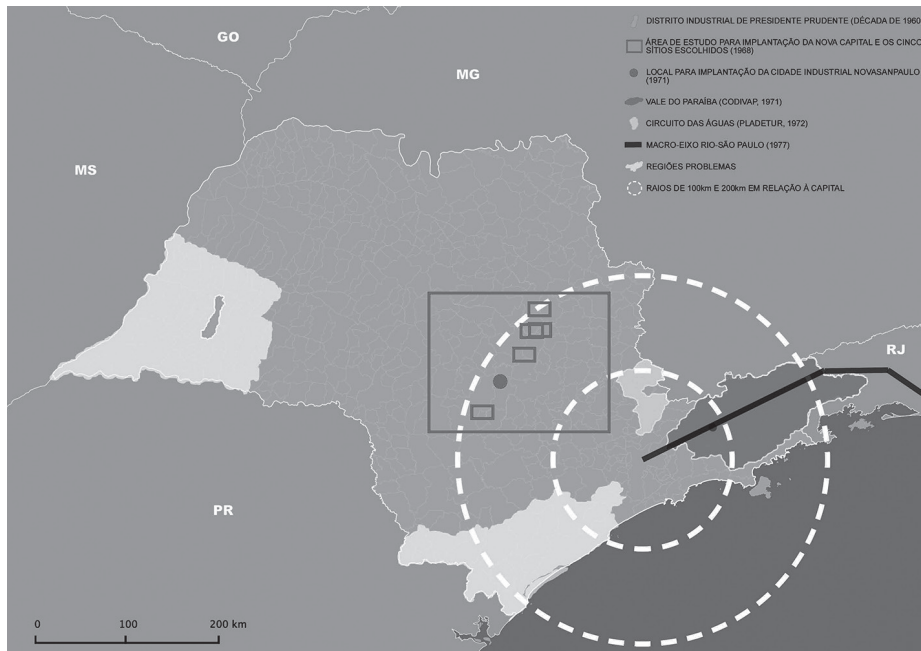 GO
MG
MS
PR
RJ
DISTRITO INDUSTRIAL DE PRESIDENTE PRUDENTE (DÉCADA DE 1960
ÁREA DE ESTUDO PARA IMPLANTAÇÃO DA NOVA CAPITAL E OS CINCO
SÍTIOS ESCOLHIDOS (1968)
LOCAL PARA IMPLANTAÇÃO DA CIDADE INDUSTRIAL NOVASANPAULO
(1971)
VALE DO PARAÍBA (CODIVAP, 1971)
CIRCUITO DAS ÁGUAS (PLADETUR, 1972)
MACRO-EIXO RIO-SÃO PAULO (1977)
REGIÕES PROBLEMAS
RAIOS DE 100km E 200km EM RELAÇÃO À CAPITAL
0 100 200 km